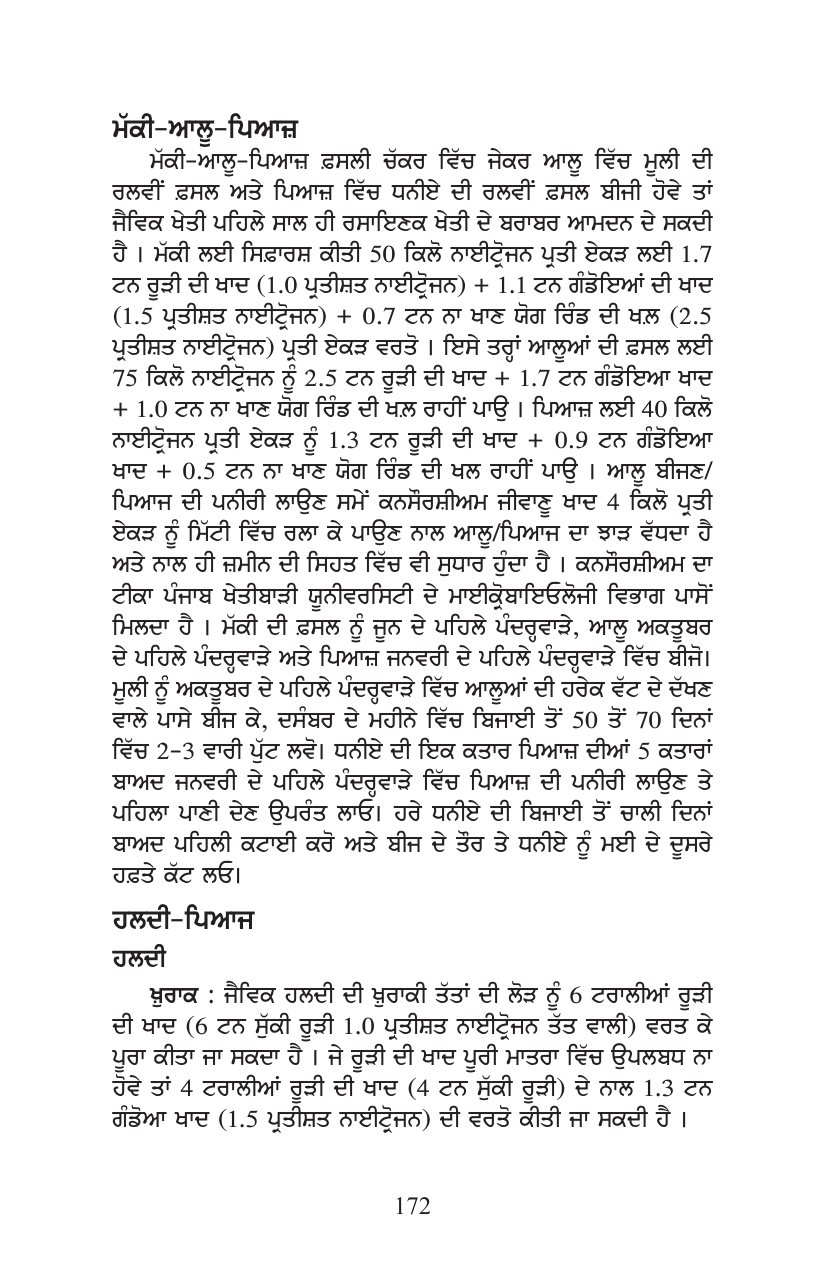 ਮੱਕੀ-ਆਲੂ-ਪਿਆਜ਼
ਮੱਕੀ-ਆਲੂ-ਪਿਆਜ਼ ਫ਼ਸਲੀ ਚੱਕਰ ਵਿੱਚ ਜੇਕਰ ਆਲੂ ਵਿੱਚ ਮੂਲੀ ਦੀ
ਰਲਵੀਂ ਫ਼ਸਲ ਅਤੇ ਪਿਆਜ਼ ਵਿੱਚ ਧਨੀਏ ਦੀ ਰਲਵੀਂ ਫ਼ਸਲ ਬੀਜੀ ਹੋਵੇ ਤਾਂ
ਜੈਵਿਕ ਖੇਤੀ ਪਹਿਲੇ ਸਾਲ ਹੀ ਰਸਾਇਣਕ ਖੇਤੀ ਦੇ ਬਰਾਬਰ ਆਮਦਨ ਦੇ ਸਕਦੀ
ਹੈ । ਮੱਕੀ ਲਈ ਸਿਫ਼ਾਰਸ਼ ਕੀਤੀ 50 ਕਿਲੋ ਨਾਈਟ੍ਰੋਜਨ ਪ੍ਰਤੀ ਏਕੜ ਲਈ 1.7
ਟਨ ਰੂੜੀ ਦੀ ਖਾਦ (1.0 ਪ੍ਰਤੀਸ਼ਤ ਨਾਈਟ੍ਰੋਜਨ) + 1.1 ਟਨ ਗੰਡੋਇਆਂ ਦੀ ਖਾਦ
(1.5 ਪ੍ਰਤੀਸ਼ਤ ਨਾਈਟ੍ਰੋਜਨ) + 0.7 ਟਨ ਨਾ ਖਾਣ ਯੋਗ ਰਿੰਡ ਦੀ ਖਲ਼ (2.5
ਪ੍ਰਤੀਸ਼ਤ ਨਾਈਟ੍ਰੋਜਨ) ਪ੍ਰਤੀ ਏਕੜ ਵਰਤੋ । ਇਸੇ ਤਰ੍ਹਾਂ ਆਲੂਆਂ ਦੀ ਫ਼ਸਲ ਲਈ
75 ਕਿਲੋ ਨਾਈਟ੍ਰੋਜਨ ਨੂੰ 2.5 ਟਨ ਰੂੜੀ ਦੀ ਖਾਦ + 1.7 ਟਨ ਗੰਡੋਇਆ ਖਾਦ
+ 1.0 ਟਨ ਨਾ ਖਾਣ ਯੋਗ ਰਿੰਡ ਦੀ ਖਲ਼ ਰਾਹੀਂ ਪਾਉ । ਪਿਆਜ਼ ਲਈ 40 ਕਿਲੋ
ਨਾਈਟ੍ਰੋਜਨ ਪ੍ਰਤੀ ਏਕੜ ਨੂੰ 1.3 ਟਨ ਰੂੜੀ ਦੀ ਖਾਦ + 0.9 ਟਨ ਗੰਡੋਇਆ
ਖਾਦ + 0.5 ਟਨ ਨਾ ਖਾਣ ਯੋਗ ਰਿੰਡ ਦੀ ਖਲ ਰਾਹੀਂ ਪਾਉ । ਆਲੂ ਬੀਜਣ/
ਪਿਆਜ ਦੀ ਪਨੀਰੀ ਲਾਉਣ ਸਮੇਂ ਕਨਸੌਰਸ਼ੀਅਮ ਜੀਵਾਣੂ ਖਾਦ 4 ਕਿਲੋ ਪ੍ਰਤੀ
ਏਕੜ ਨੂੰ ਮਿੱਟੀ ਵਿੱਚ ਰਲਾ ਕੇ ਪਾਉਣ ਨਾਲ ਆਲੂ/ਪਿਆਜ ਦਾ ਝਾੜ ਵੱਧਦਾ ਹੈ
ਅਤੇ ਨਾਲ ਹੀ ਜ਼ਮੀਨ ਦੀ ਸਿਹਤ ਵਿੱਚ ਵੀ ਸੁਧਾਰ ਹੁੰਦਾ ਹੈ । ਕਨਸੌਰਸ਼ੀਅਮ ਦਾ
ਟੀਕਾ ਪੰਜਾਬ ਖੇਤੀਬਾੜੀ ਯੂਨੀਵਰਸਿਟੀ ਦੇ ਮਾਈਕ੍ਰੋਬਾਇਓਲੋਜੀ ਵਿਭਾਗ ਪਾਸੋਂ
ਮਿਲਦਾ ਹੈ । ਮੱਕੀ ਦੀ ਫ਼ਸਲ ਨੂੰ ਜੂਨ ਦੇ ਪਹਿਲੇ ਪੰਦਰ੍ਹਵਾੜੇ, ਆਲੂ ਅਕਤੂਬਰ
ਦੇ ਪਹਿਲੇ ਪੰਦਰ੍ਹਵਾੜੇ ਅਤੇ ਪਿਆਜ਼ ਜਨਵਰੀ ਦੇ ਪਹਿਲੇ ਪੰਦਰ੍ਹਵਾੜੇ ਵਿੱਚ ਬੀਜੋ।
ਮੂਲੀ ਨੂੰ ਅਕਤੂਬਰ ਦੇ ਪਹਿਲੇ ਪੰਦਰ੍ਹਵਾੜੇ ਵਿੱਚ ਆਲੂਆਂ ਦੀ ਹਰੇਕ ਵੱਟ ਦੇ ਦੱਖਣ
ਵਾਲੇ ਪਾਸੇ ਬੀਜ ਕੇ, ਦਸੰਬਰ ਦੇ ਮਹੀਨੇ ਵਿੱਚ ਬਿਜਾਈ ਤੋਂ 50 ਤੋਂ 70 ਦਿਨਾਂ
ਵਿੱਚ 2-3 ਵਾਰੀ ਪੁੱਟ ਲਵੋ। ਧਨੀਏ ਦੀ ਇਕ ਕਤਾਰ ਪਿਆਜ਼ ਦੀਆਂ 5 ਕਤਾਰਾਂ
ਬਾਅਦ ਜਨਵਰੀ ਦੇ ਪਹਿਲੇ ਪੰਦਰ੍ਹਵਾੜੇ ਵਿੱਚ ਪਿਆਜ਼ ਦੀ ਪਨੀਰੀ ਲਾਉਣ ਤੇ
ਪਹਿਲਾ ਪਾਣੀ ਦੇਣ ਉਪਰੰਤ ਲਾਓ। ਹਰੇ ਧਨੀਏ ਦੀ ਬਿਜਾਈ ਤੋਂ ਚਾਲੀ ਦਿਨਾਂ
ਬਾਅਦ ਪਹਿਲੀ ਕਟਾਈ ਕਰੋ ਅਤੇ ਬੀਜ ਦੇ ਤੌਰ ਤੇ ਧਨੀਏ ਨੂੰ ਮਈ ਦੇ ਦੂਸਰੇ
ਹਫ਼ਤੇ ਕੱਟ ਲਓ।
ਹਲਦੀ-ਪਿਆਜ
ਹਲਦੀ
ਖ਼ੁਰਾਕ : ਜੈਵਿਕ ਹਲਦੀ ਦੀ ਖ਼ੁਰਾਕੀ ਤੱਤਾਂ ਦੀ ਲੋੜ ਨੂੰ 6 ਟਰਾਲੀਆਂ ਰੂੜੀ
ਦੀ ਖਾਦ (6 ਟਨ ਸੁੱਕੀ ਰੂੜੀ 1.0 ਪ੍ਰਤੀਸ਼ਤ ਨਾਈਟ੍ਰੋਜਨ ਤੱਤ ਵਾਲੀ) ਵਰਤ ਕੇ
ਪੂਰਾ ਕੀਤਾ ਜਾ ਸਕਦਾ ਹੈ । ਜੇ ਰੂੜੀ ਦੀ ਖਾਦ ਪੂਰੀ ਮਾਤਰਾ ਵਿੱਚ ਉਪਲਬਧ ਨਾ
ਹੋਵੇ ਤਾਂ 4 ਟਰਾਲੀਆਂ ਰੂੜੀ ਦੀ ਖਾਦ (4 ਟਨ ਸੁੱਕੀ ਰੂੜੀ) ਦੇ ਨਾਲ 1.3 ਟਨ
ਗੰਡੋਆ ਖਾਦ (1.5 ਪ੍ਰਤੀਸ਼ਤ ਨਾਈਟ੍ਰੋਜਨ) ਦੀ ਵਰਤੋ ਕੀਤੀ ਜਾ ਸਕਦੀ ਹੈ ।
172